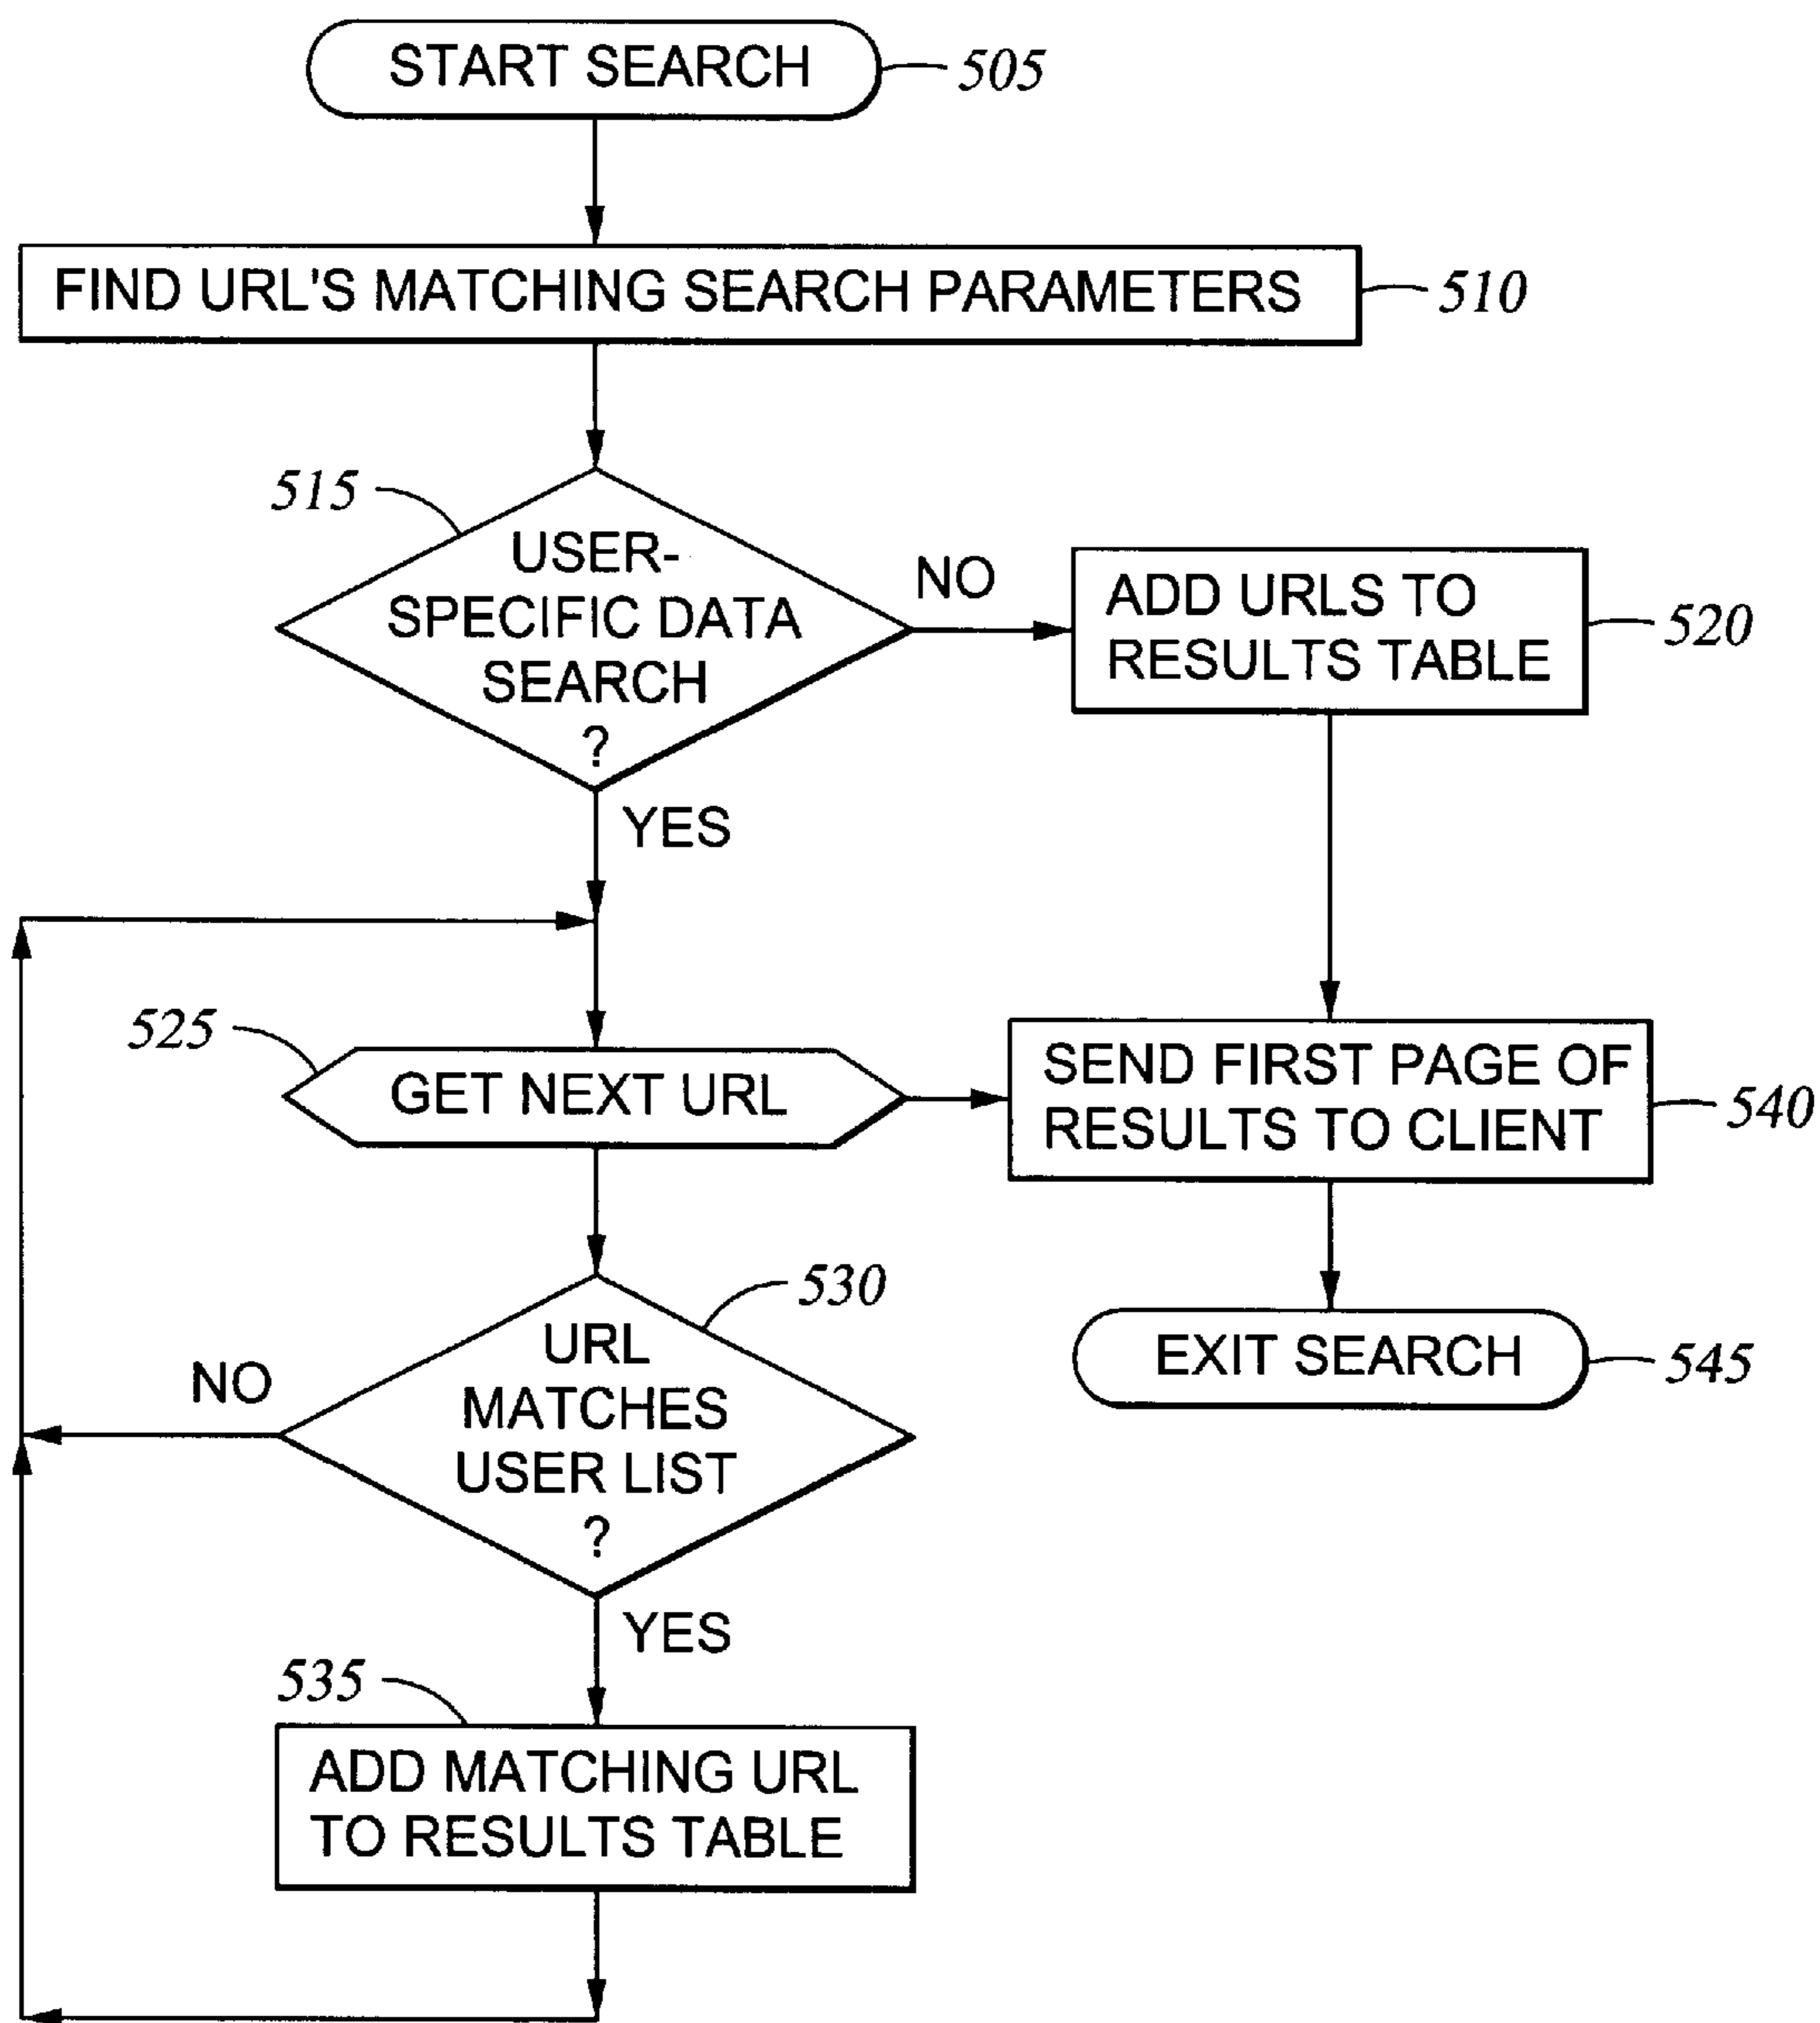 START SEARCH
505
FIND URL'S MATCHING SEARCH PARAMETERS
510
515
USER-
SPECIFIC DATA
SEARCH
?
NO
ADD URLS TO
RESULTS TABLE
520
YES
525
GET NEXT URL
SEND FIRST PAGE OF
RESULTS TO CLIENT
540
530
URL
MATCHES
USER LIST
?
NO
EXIT SEARCH
545
YES
535
ADD MATCHING URL
TO RESULTS TABLE